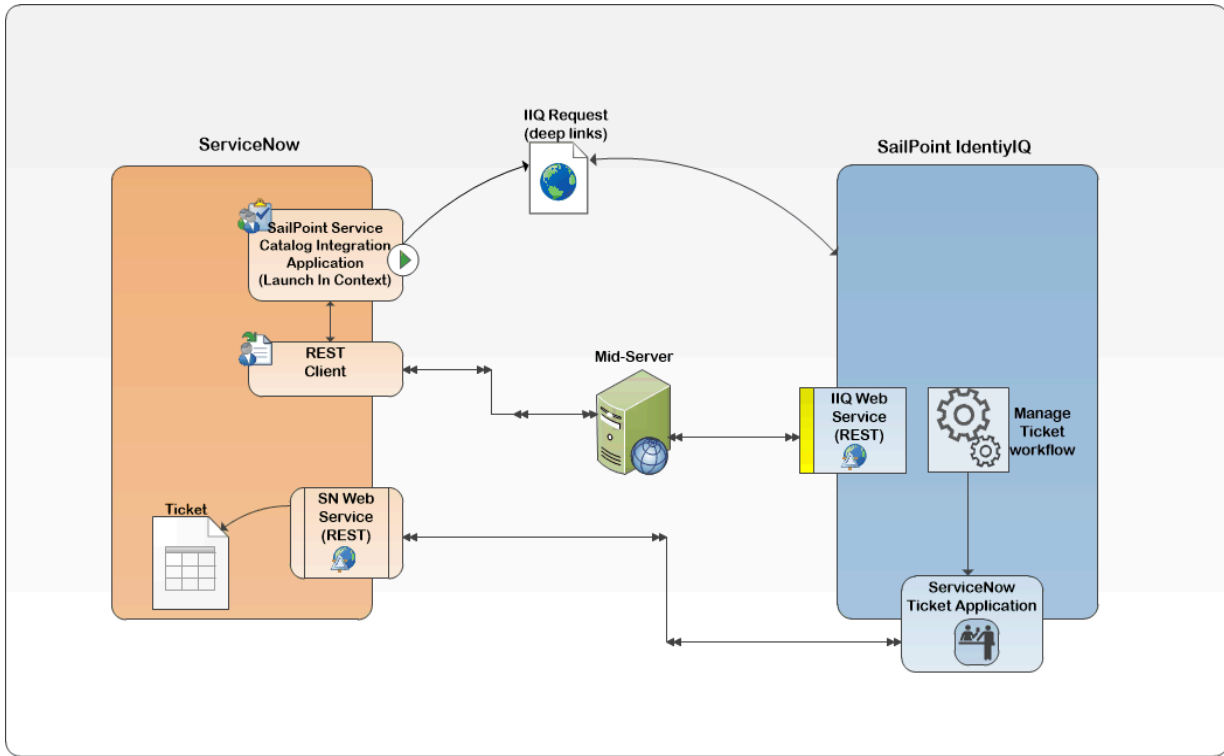 IIQ Request
(deep links)
ServiceNow
SailPoint IdentiyIQ
SailPoint Service
Catalog Integration
Application
(Launch In Context)
REST
Client
Mid-Server
IIQ Web
Service
(REST)
Manage
Ticket
workflow
Ticket
SN Web
Service
(REST)
ServiceNow
Ticket Application